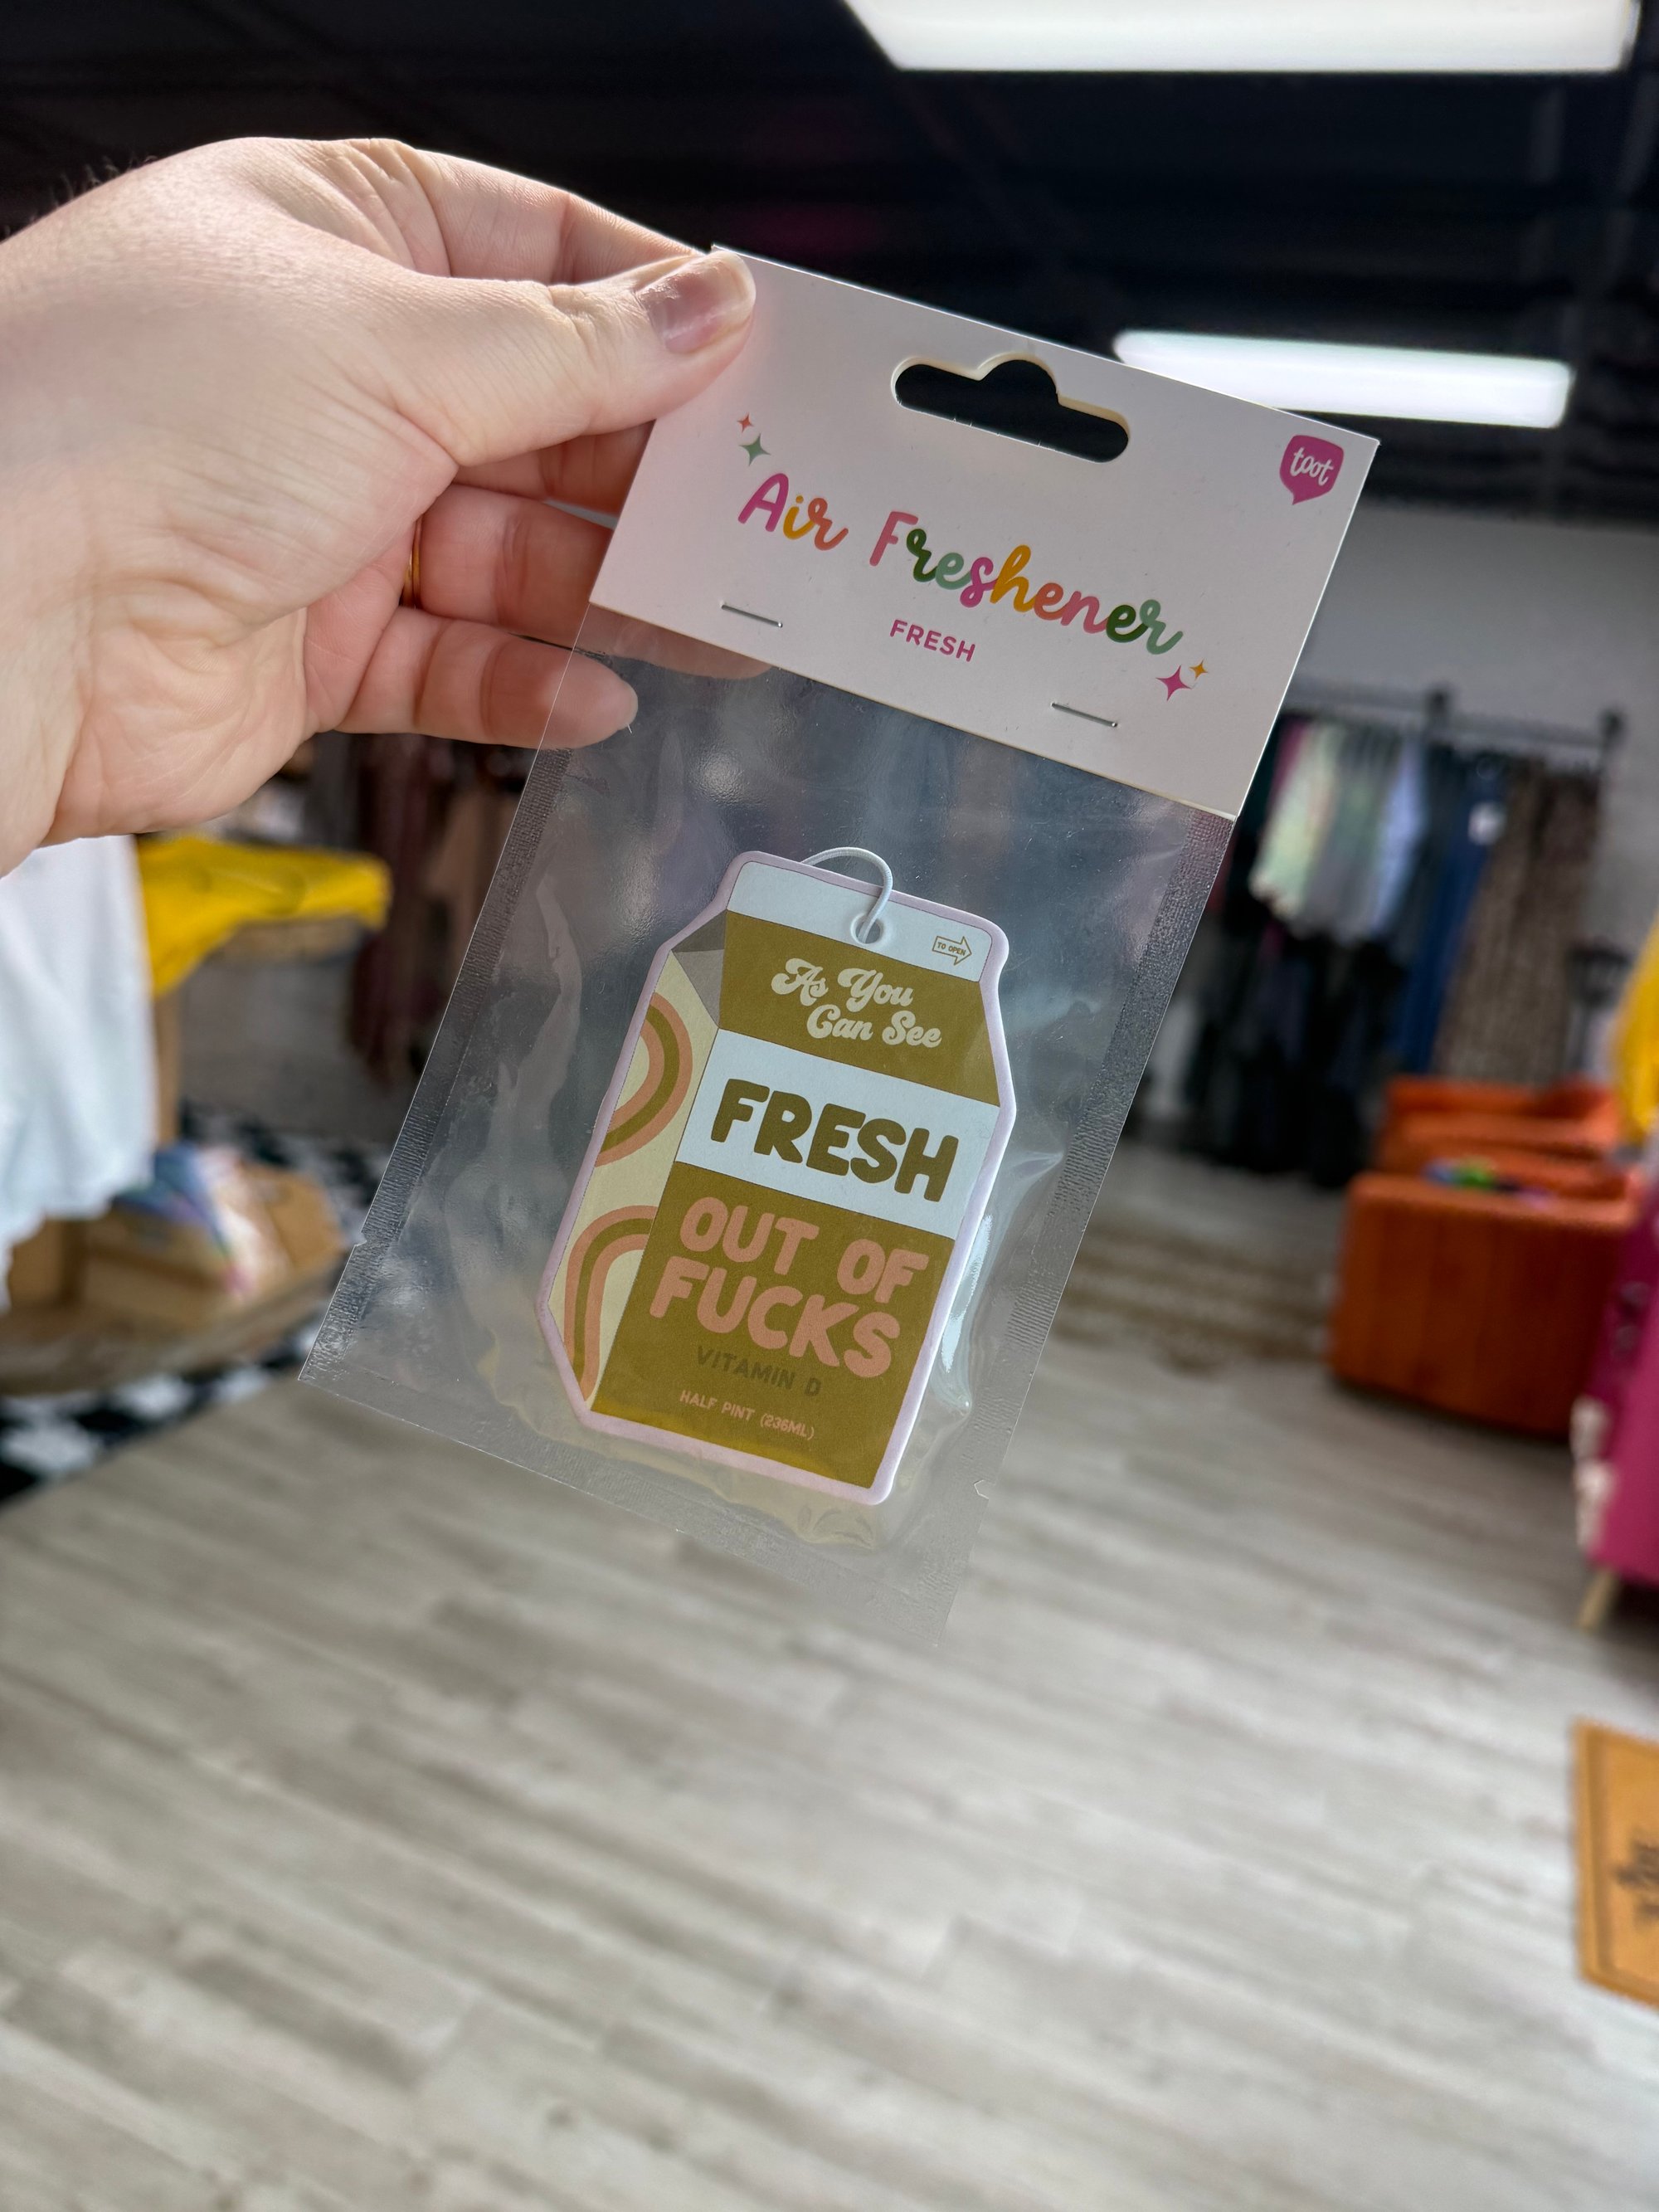 toot
Air Freshener
FRESH
TO OPEN
As You
Can See
FRESH
OUT OF
FUCKS
VITAMIN D
HALF PINT (236ML)